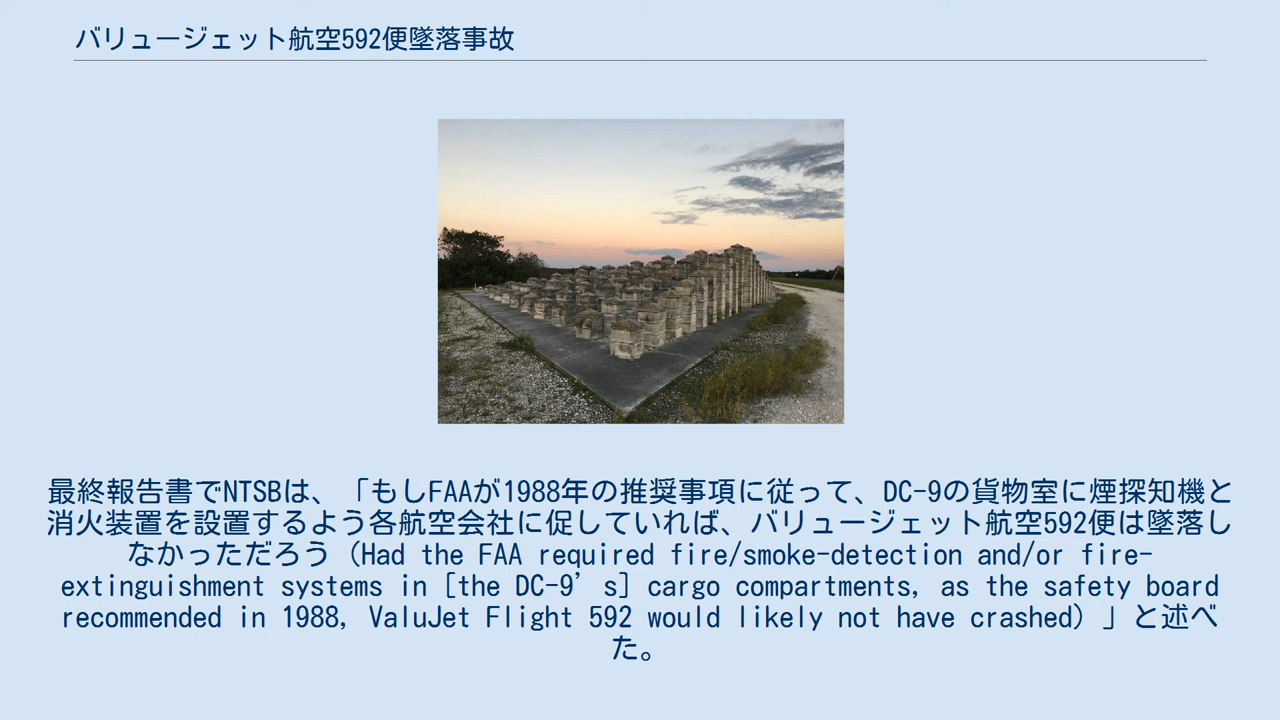 バリュージェット航空592便墜落事故
最終報告書でNTSBは、「もしFAAが1988年の推奨事項に従って、DC-9の貨物室に煙探知機と
消火装置を設置するよう各航空会社に促していれば、バリュージェット航空592便は墜落し
なかっただろう（Had the FAA required fire/smoke-detection and/or fire-
extinguishment systems in [the DC-9’s] cargo compartments, as the safety board
recommended in 1988, ValuJet Flight 592 would likely not have crashed）」と述べ
た。